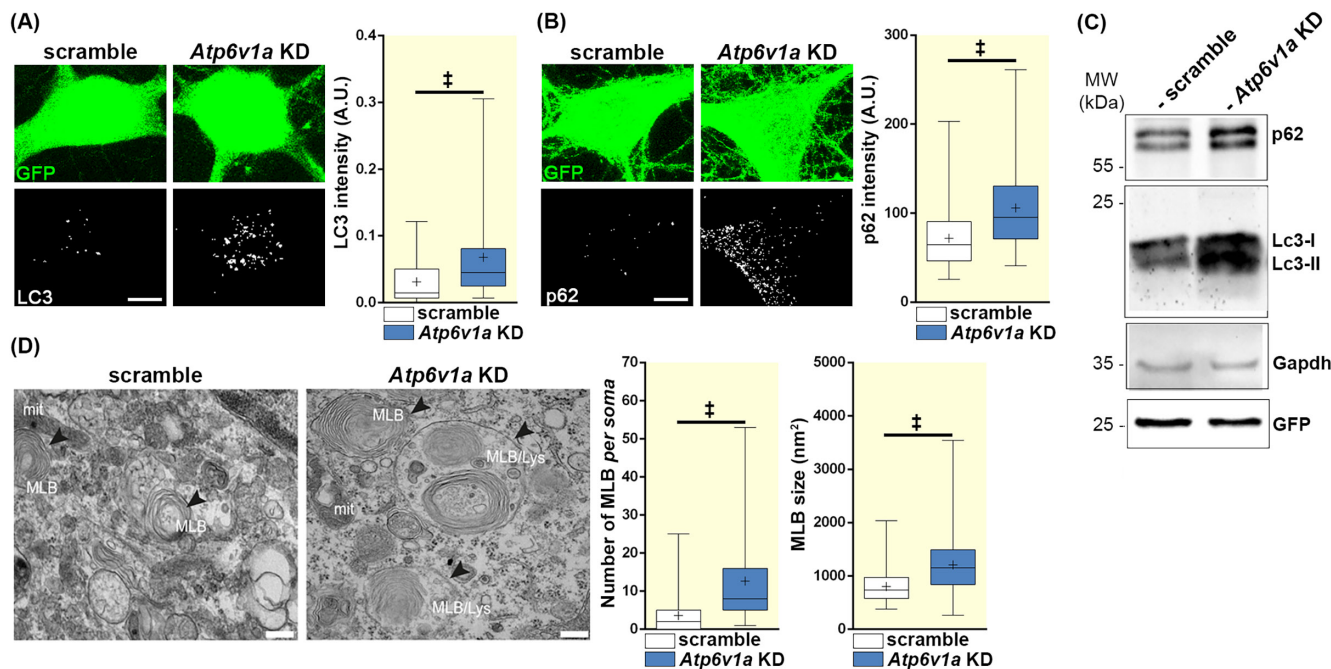 (A)
scramble
Atp6v1a KD
GFP
LC3
LC3 intensity (A.U.)
0.4
0.3
0.2
0.1
0.0
‡
scramble
Atp6v1a KD
(B)
scramble
Atp6v1a KD
GFP
p62
p62 intensity (A.U.)
300
200
100
0
‡
scramble
Atp6v1a KD
(C)
MW
(kDa)
- scramble
- Atp6v1a KD
p62
55 -
25 -
Lc3-I
Lc3-II
35 -
Gapdh
25 -
GFP
(D)
scramble
mit
MLB
MLB
Atp6v1a KD
MLB
MLB/Lys
mit
MLB/Lys
Number of MLB per soma
70
60
50
40
30
20
10
0
‡
scramble
Atp6v1a KD
MLB size (nm²)
5000
4000
3000
2000
1000
0
‡
scramble
Atp6v1a KD